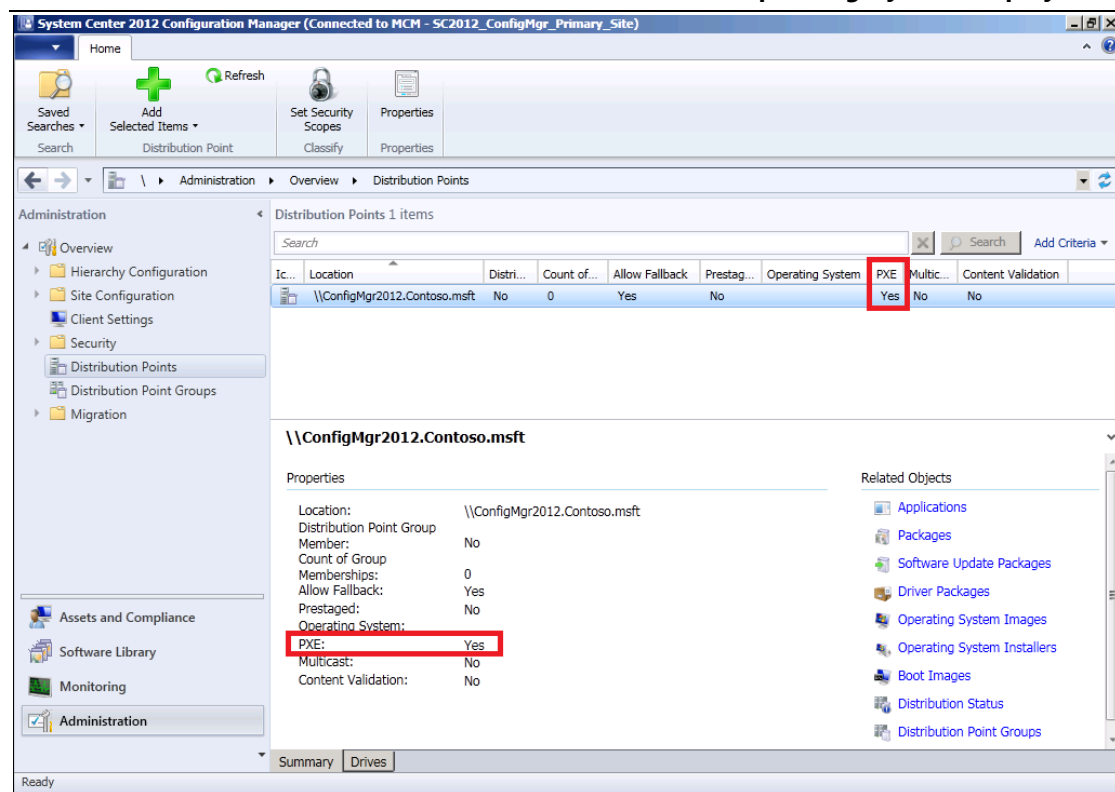 System Center 2012 Configuration Manager (Connected to MCM - SC2012_ConfigMgr_Primary_Site)
Home
Saved Searches
Add Selected Items
Refresh
Set Security Scopes
Properties
Search
Distribution Point
Classify
Properties
\ Administration Overview Distribution Points
Administration
Overview
Hierarchy Configuration
Site Configuration
Client Settings
Security
Distribution Points
Distribution Point Groups
Migration
Assets and Compliance
Software Library
Monitoring
Administration
Distribution Points 1 items
Search
Search
Add Criteria
Ic... Location Distri... Count of... Allow Fallback Prestag... Operating System PXE Multic... Content Validation
\\ConfigMgr2012.Contoso.msft No 0 Yes No Yes No No
\\ConfigMgr2012.Contoso.msft
Properties
Location: \\ConfigMgr2012.Contoso.msft
Distribution Point Group
Member: No
Count of Group
Memberships: 0
Allow Fallback: Yes
Prestaged: No
Operating System:
PXE: Yes
Multicast: No
Content Validation: No
Related Objects
Applications
Packages
Software Update Packages
Driver Packages
Operating System Images
Operating System Installers
Boot Images
Distribution Status
Distribution Point Groups
Summary Drives
Ready